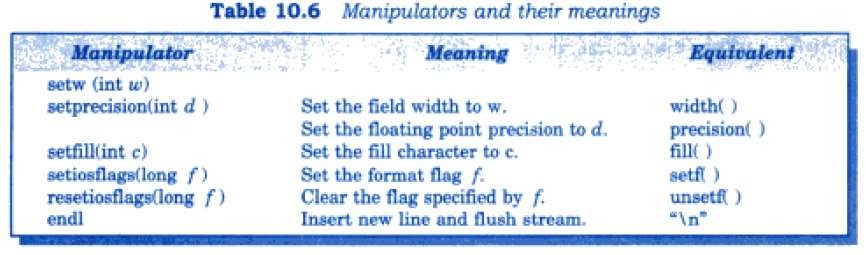 Table 10.6 Manipulators and their meanings
Manipulator Meaning Equivalent
setw (int w)
setprecision(int d ) Set the field width to w. width( )
Set the floating point precision to d. precision( )
setfill(int c) Set the fill character to c. fill( )
setiosflags(long f) Set the format flag f. setf( )
resetiosflags(long f) Clear the flag specified by f. unsetf( )
endl Insert new line and flush stream. “\n”